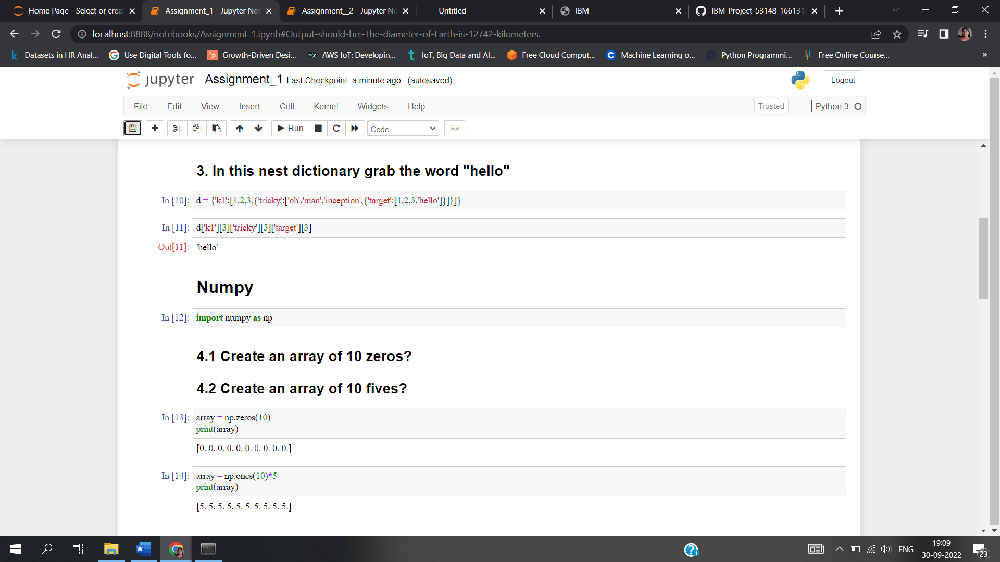 Home Page - Select or crea
Assignment_1 - Jupyter Not
Assignment__2 - Jupyter No
Untitled
IBM
IBM-Project-53148-166131
localhost:8888/notebooks/Assignment_1.ipynb#Output-should-be:-The-diameter-of-Earth-is-12742-kilometers.
k Datasets in HR Anal...
G Use Digital Tools fo...
Growth-Driven Desi...
edX AWS IoT: Developin...
t IoT, Big Data and AI...
Free Cloud Comput...
C Machine Learning o...
Python Programmi...
Free Online Course...
»
jupyter Assignment_1 Last Checkpoint: a minute ago (autosaved)
Logout
File Edit View Insert Cell Kernel Widgets Help
Trusted
Python 3
Run
Code
3. In this nest dictionary grab the word "hello"
In [10]: d = {'k1':[1,2,3,{'tricky':['oh','man','inception',{'target':[1,2,3,'hello']}]}]}
In [11]: d['k1'][3]['tricky'][3]['target'][3]
Out[11]: 'hello'
Numpy
In [12]: import numpy as np
4.1 Create an array of 10 zeros?
4.2 Create an array of 10 fives?
In [13]: array = np.zeros(10)
print(array)
[0. 0. 0. 0. 0. 0. 0. 0. 0. 0.]
In [14]: array = np.ones(10)*5
print(array)
[5. 5. 5. 5. 5. 5. 5. 5. 5. 5.]
W
ENG
19:09
30-09-2022
23